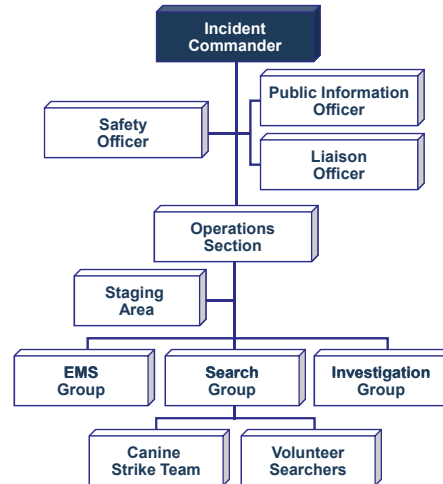 Incident
Commander
Public Information
Officer
Safety
Officer
Liaison
Officer
Operations
Section
Staging
Area
EMS
Group
Search
Group
Investigation
Group
Canine
Strike Team
Volunteer
Searchers